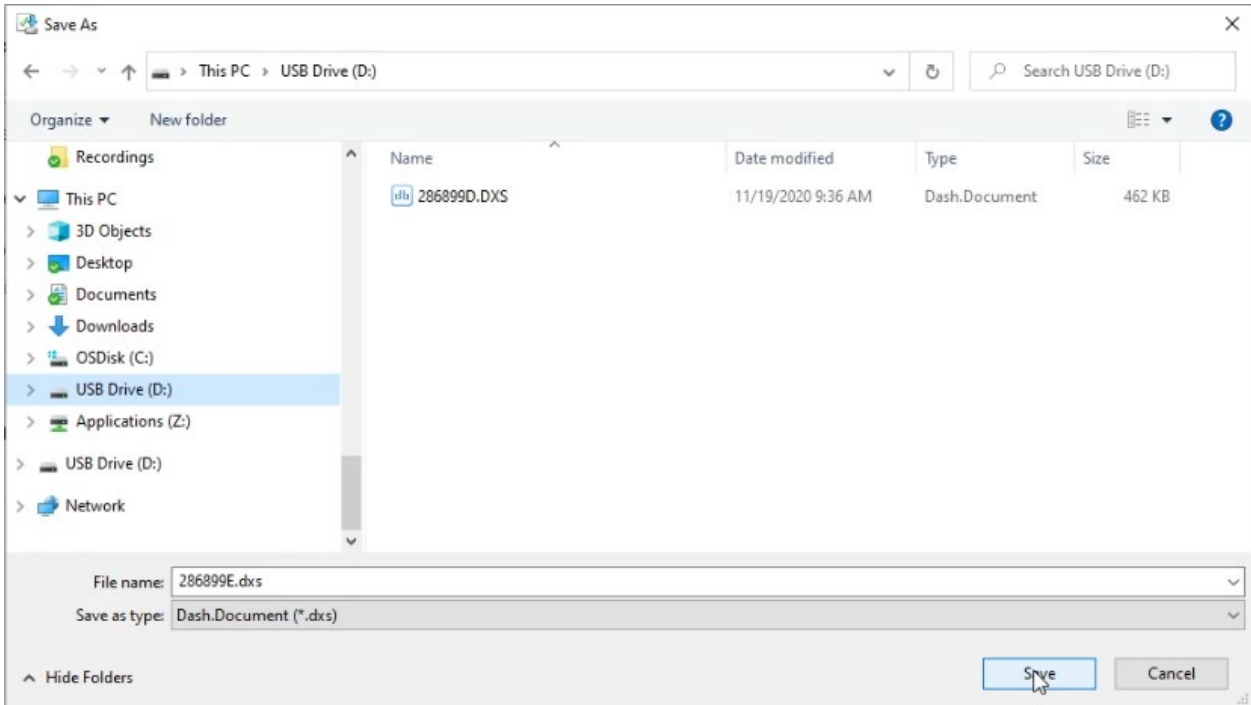 Save As
This PC > USB Drive (D:)
Search USB Drive (D:)
Organize
New folder
Recordings
This PC
3D Objects
Desktop
Documents
Downloads
OSDisk (C:)
USB Drive (D:)
Applications (Z:)
USB Drive (D:)
Network
Name Date modified Type Size
db 286899D.DXS 11/19/2020 9:36 AM Dash.Document 462 KB
File name: 286899E.dxs
Save as type: Dash.Document (*.dxs)
Hide Folders
Save
Cancel